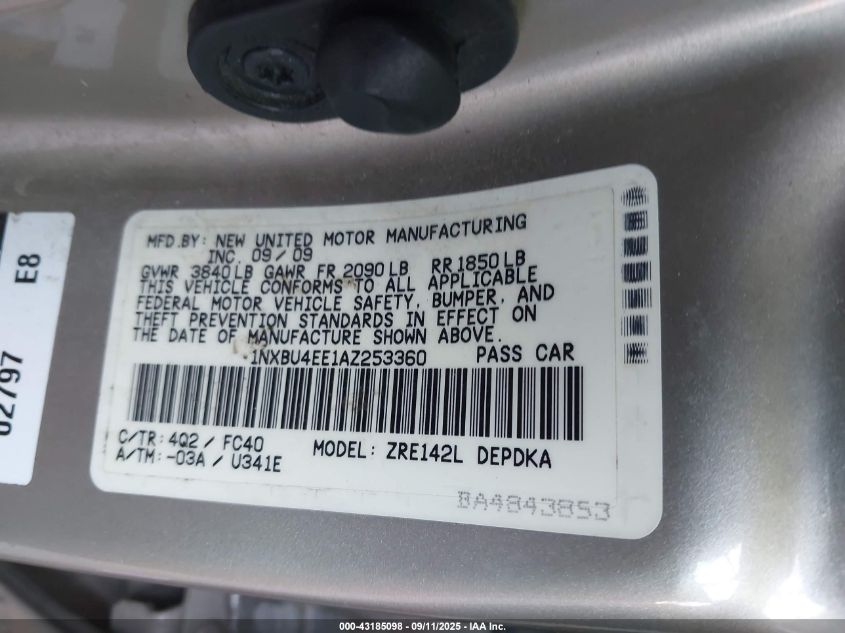 MFD.BY: NEW UNITED MOTOR MANUFACTURING
INC. 09/09
GVWR 3840LB GAWR FR 2090LB RR1850LB
THIS VEHICLE CONFORMS TO ALL APPLICABLE
FEDERAL MOTOR VEHICLE SAFETY, BUMPER, AND
THEFT PREVENTION STANDARDS IN EFFECT ON
THE DATE OF MANUFACTURE SHOWN ABOVE.
1NXBU4EE1AZ253360 PASS CAR
C/TR: 4Q2 / FC40
A/TM: -03A / U341E
MODEL: ZRE142L DEPDKA
BA4843853
E8
02797
000-43185098 - 09/11/2025 - IAA Inc.